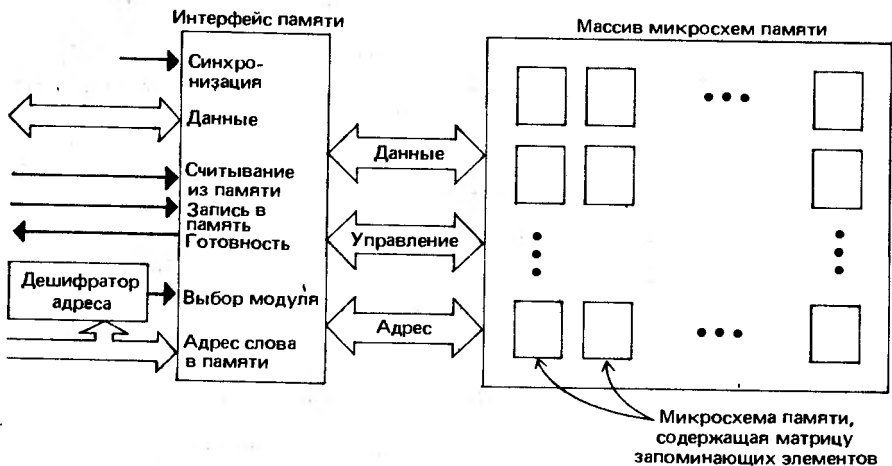 Интерфейс памяти
Массив микросхем памяти
Синхро-
низация
Данные
Считывание
из памяти
Запись в
память
Готовность
Дешифратор
адреса
Выбор модуля
Адрес слова
в памяти
Данные
Управление
Адрес
Микросхема памяти,
содержащая матрицу
запоминающих элементов